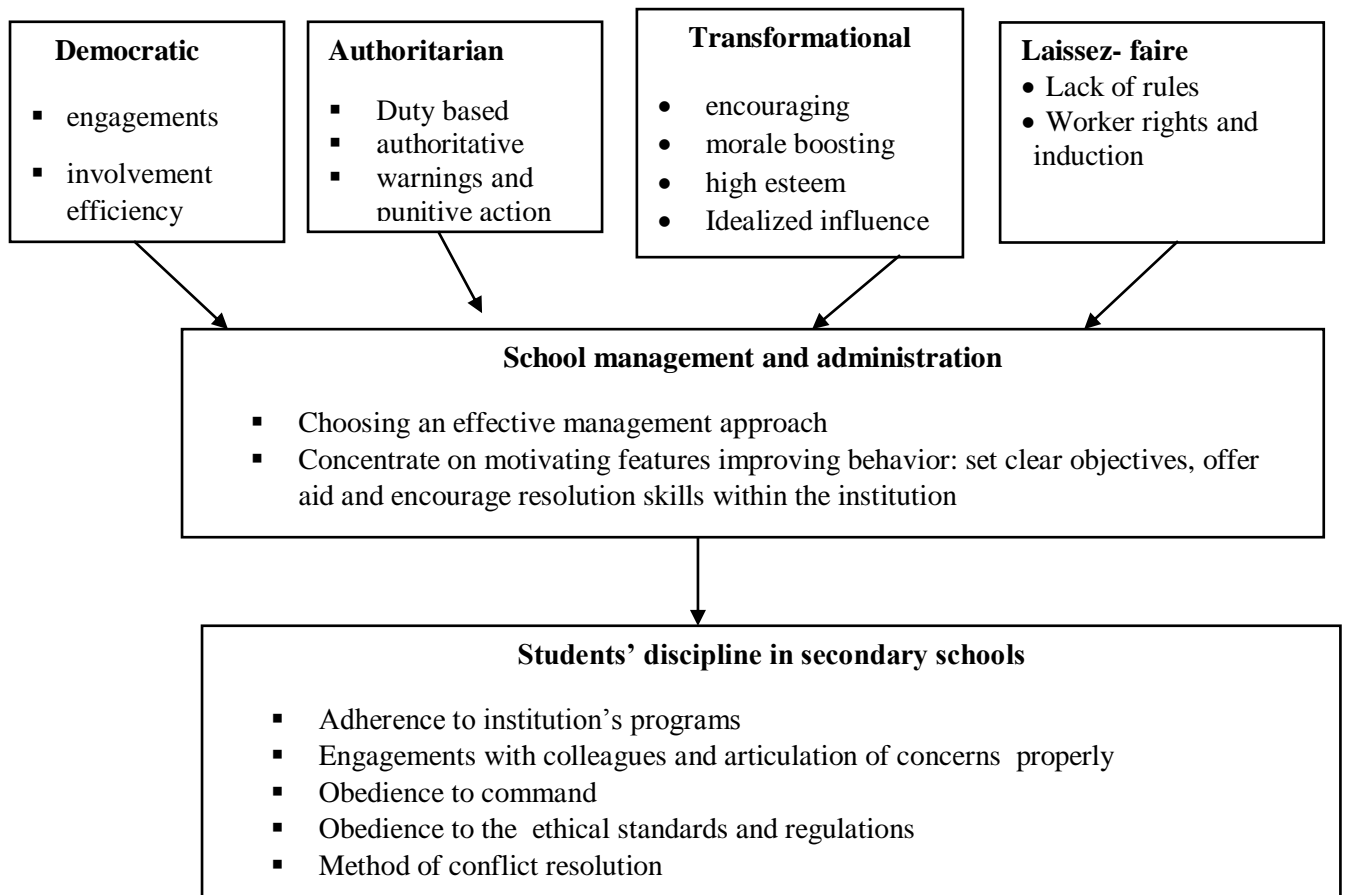 Democratic
▪ engagements
▪ involvement
efficiency
Authoritarian
▪ Duty based
▪ authoritative
▪ warnings and
punitive action
Transformational
• encouraging
• morale boosting
• high esteem
• Idealized influence
Laissez- faire
• Lack of rules
• Worker rights and
induction
School management and administration
▪ Choosing an effective management approach
▪ Concentrate on motivating features improving behavior: set clear objectives, offer
aid and encourage resolution skills within the institution
Students’ discipline in secondary schools
▪ Adherence to institution’s programs
▪ Engagements with colleagues and articulation of concerns properly
▪ Obedience to command
▪ Obedience to the ethical standards and regulations
▪ Method of conflict resolution